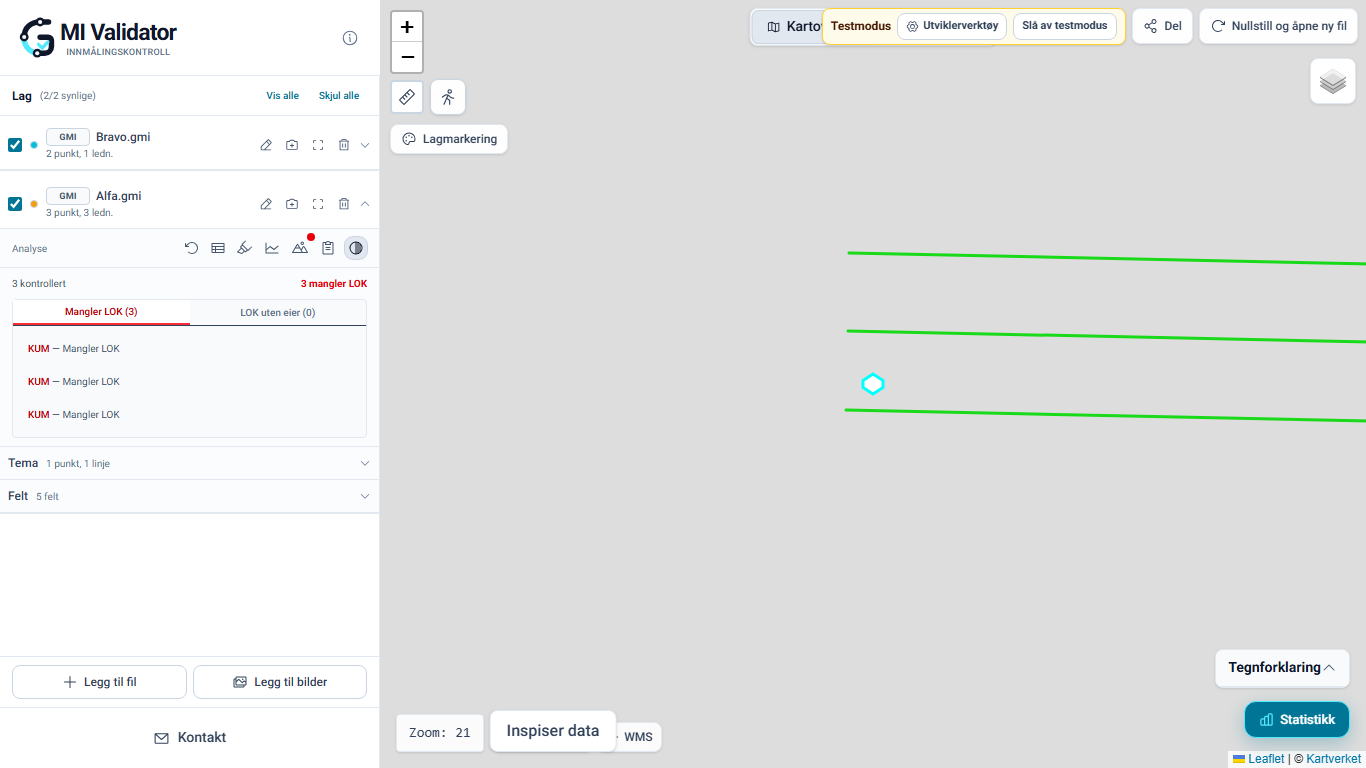 MI Validator
INNMÅLINGSKONTROLL
Lag (2/2 synlige) Vis alle Skjul alle
GMI Bravo.gmi
2 punkt, 1 ledn.
GMI Alfa.gmi
3 punkt, 3 ledn.
Analyse
3 kontrollert 3 mangler LOK
Mangler LOK (3) LOK uten eier (0)
KUM — Mangler LOK
KUM — Mangler LOK
KUM — Mangler LOK
Tema 1 punkt, 1 linje
Felt 5 felt
Legg til fil Legg til bilder
Kontakt
+
−
Lagmarkering
Testmodus Utviklerverktøy Slå av testmodus
Del
Nullstill og åpne ny fil
Zoom: 21
Inspiser data
WMS
Tegnforklaring
Statistikk
Leaflet | © Kartverket